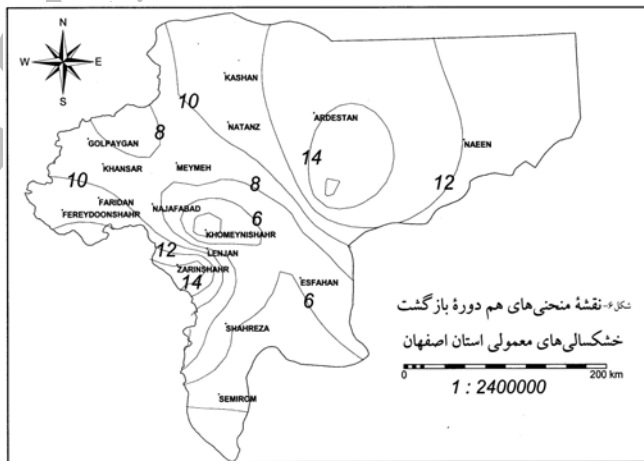 N
W E
S
KASHAN
10
ARDESTAN
NATANZ
8
GOLPAYGAN
NAEEN
14
KHANSAR
MEYMEH
10
8
12
FARIDAN
NAJAFABAD
FEREYDOONSHAHR
6
KHOMEYNISHAHR
12
LENJAN
ZARINSHAHR
14
ESFAHAN
6
شکل۶- نقشهٔ منحنی‌های هم دورهٔ بازگشت
SHAHREZA
خشکسالی‌های معمولی استان اصفهان
0 200 km
1 : 2400000
SEMIROM